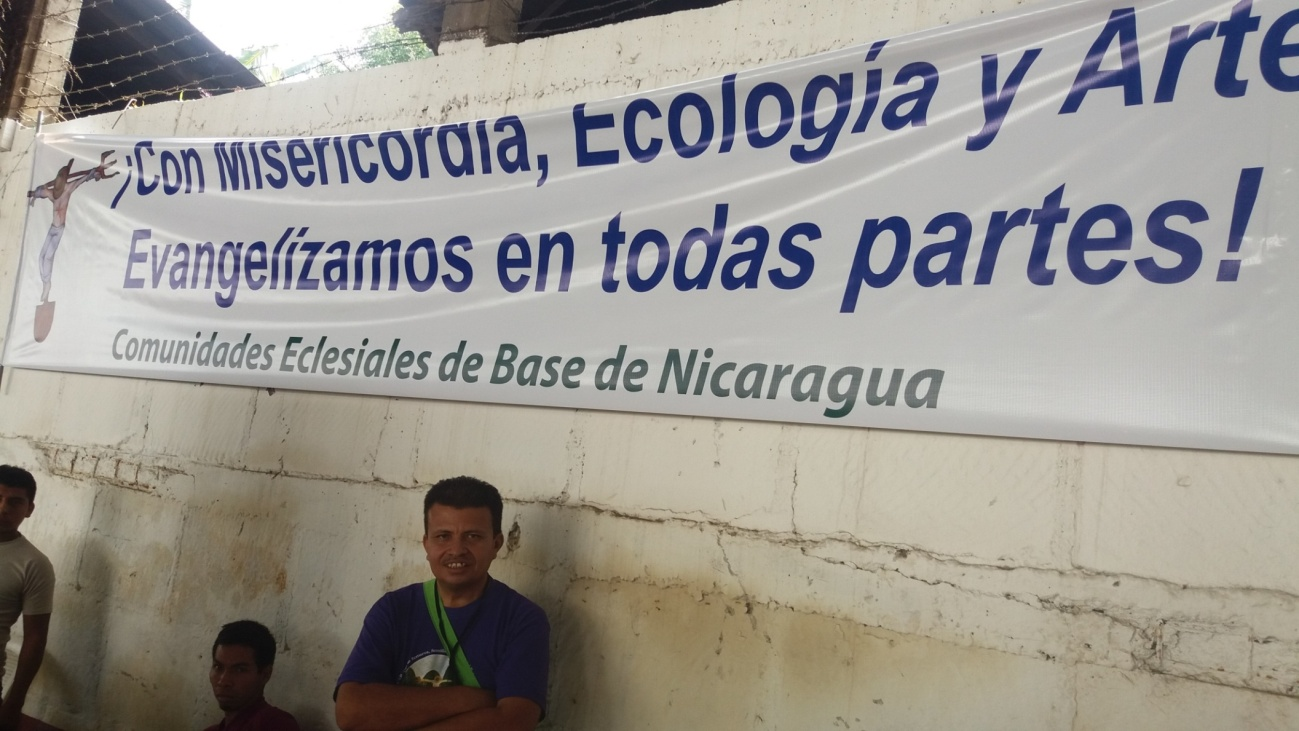 ¡Con Misericordia, Ecología y Arte
Evangelizamos en todas partes!
Comunidades Eclesiales de Base de Nicaragua